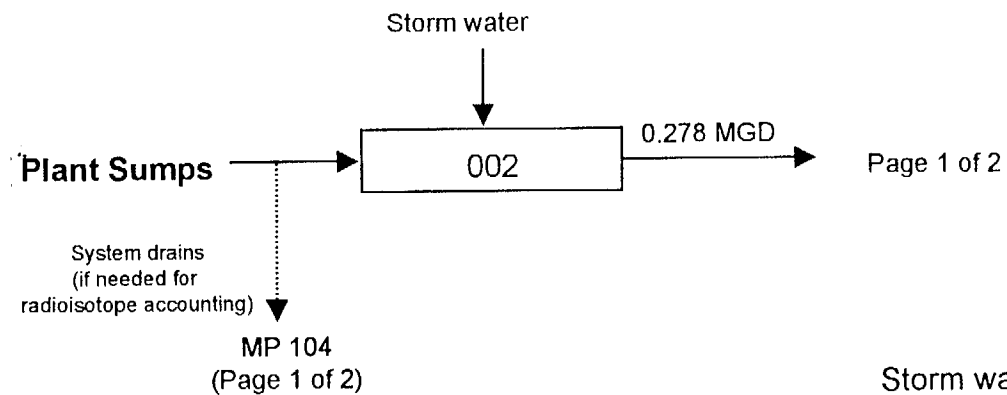 Storm water
0.278 MGD
Plant Sumps
002
Page 1 of 2
System drains
(if needed for
radioisotope accounting)
MP 104
(Page 1 of 2)
Storm wa